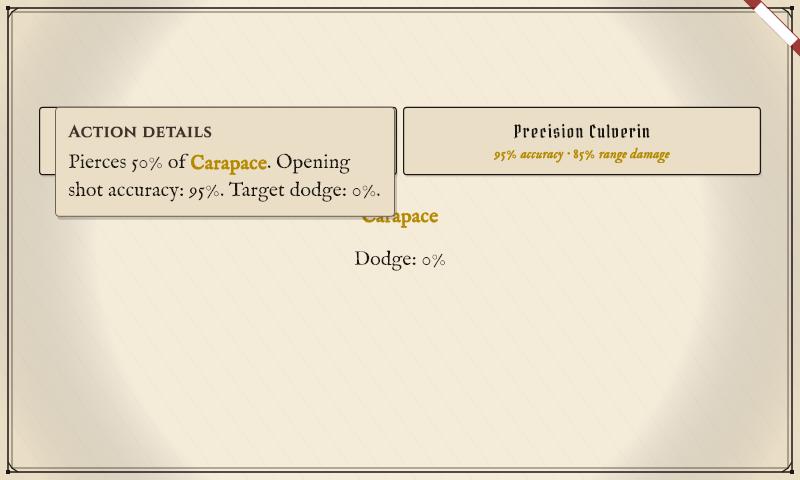 Action details
Pierces 50% of Carapace. Opening
shot accuracy: 95%. Target dodge: 0%.
Precision Culverin
95% accuracy · 85% range damage
Carapace
Dodge: 0%